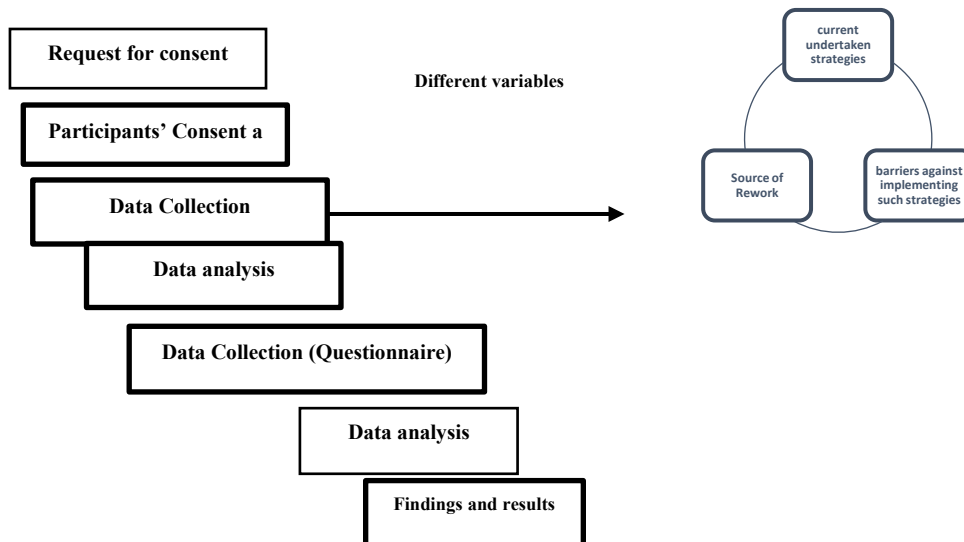 Request for consent
Participants’ Consent a
Data Collection
Data analysis
Data Collection (Questionnaire)
Data analysis
Findings and results
Different variables
current
undertaken
strategies
Source of
Rework
barriers against
implementing
such strategies